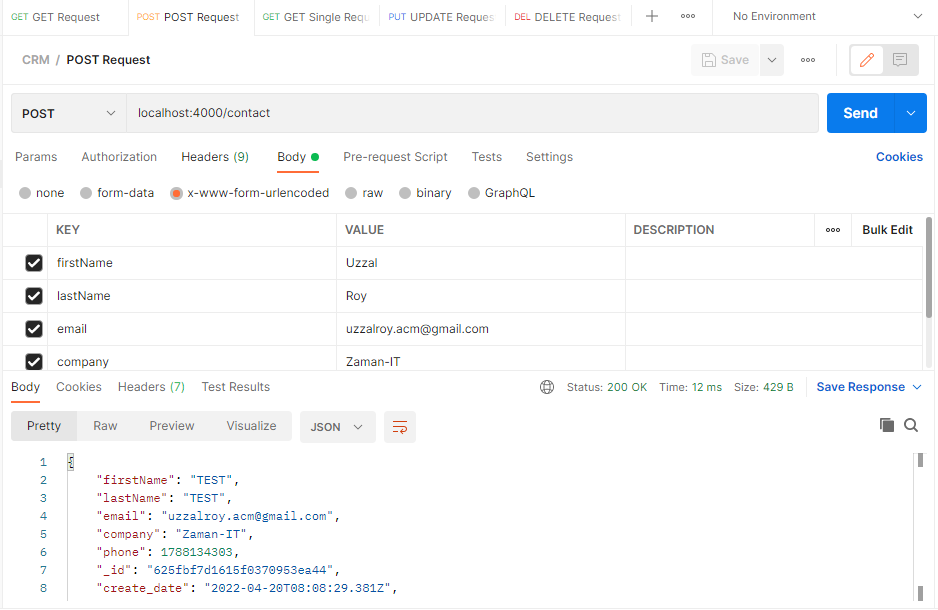 GET GET Request POST POST Request GET GET Single Requ PUT UPDATE Reques DEL DELETE Request No Environment
CRM / POST Request Save
POST localhost:4000/contact Send
Params Authorization Headers (9) Body Pre-request Script Tests Settings Cookies
none form-data x-www-form-urlencoded raw binary GraphQL
KEY VALUE DESCRIPTION Bulk Edit
firstName Uzzal
lastName Roy
email uzzalroy.acm@gmail.com
company Zaman-IT
Body Cookies Headers (7) Test Results Status: 200 OK Time: 12 ms Size: 429 B Save Response
Pretty Raw Preview Visualize JSON
1 {
2 "firstName": "TEST",
3 "lastName": "TEST",
4 "email": "uzzalroy.acm@gmail.com",
5 "company": "Zaman-IT",
6 "phone": 1788134303,
7 "_id": "625fbf7d1615f0370953ea44",
8 "create_date": "2022-04-20T08:08:29.381Z",